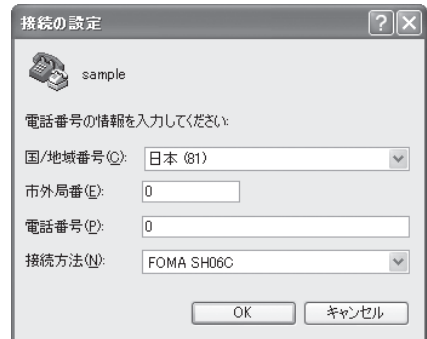 接続の設定
sample
電話番号の情報を入力してください:
国/地域番号(C): 日本 (81)
市外局番(E): 0
電話番号(P): 0
接続方法(N): FOMA SH06C
OK キャンセル